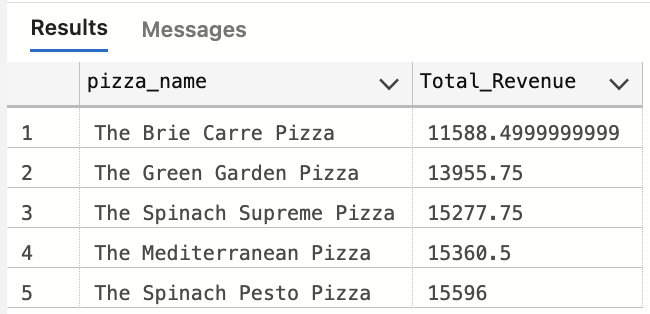 Results Messages
pizza_name Total_Revenue
1 The Brie Carre Pizza 11588.4999999999
2 The Green Garden Pizza 13955.75
3 The Spinach Supreme Pizza 15277.75
4 The Mediterranean Pizza 15360.5
5 The Spinach Pesto Pizza 15596